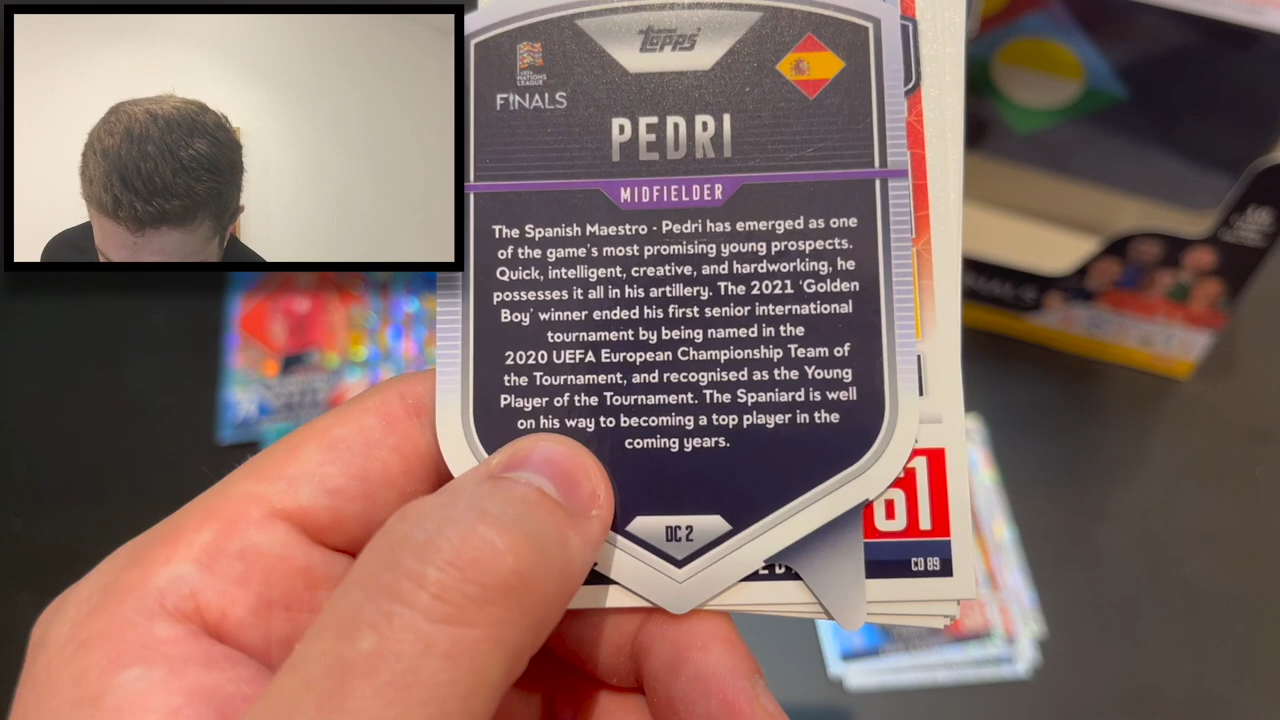 Topps
UEFA
NATIONS
LEAGUE
FINALS
PEDRI
MIDFIELDER
The Spanish Maestro - Pedri has emerged as one
of the game's most promising young prospects.
Quick, intelligent, creative, and hardworking, he
possesses it all in his artillery. The 2021 'Golden
Boy' winner ended his first senior international
tournament by being named in the
2020 UEFA European Championship Team of
the Tournament, and recognised as the Young
Player of the Tournament. The Spaniard is well
on his way to becoming a top player in the
coming years.
DC 2
61
CO 89